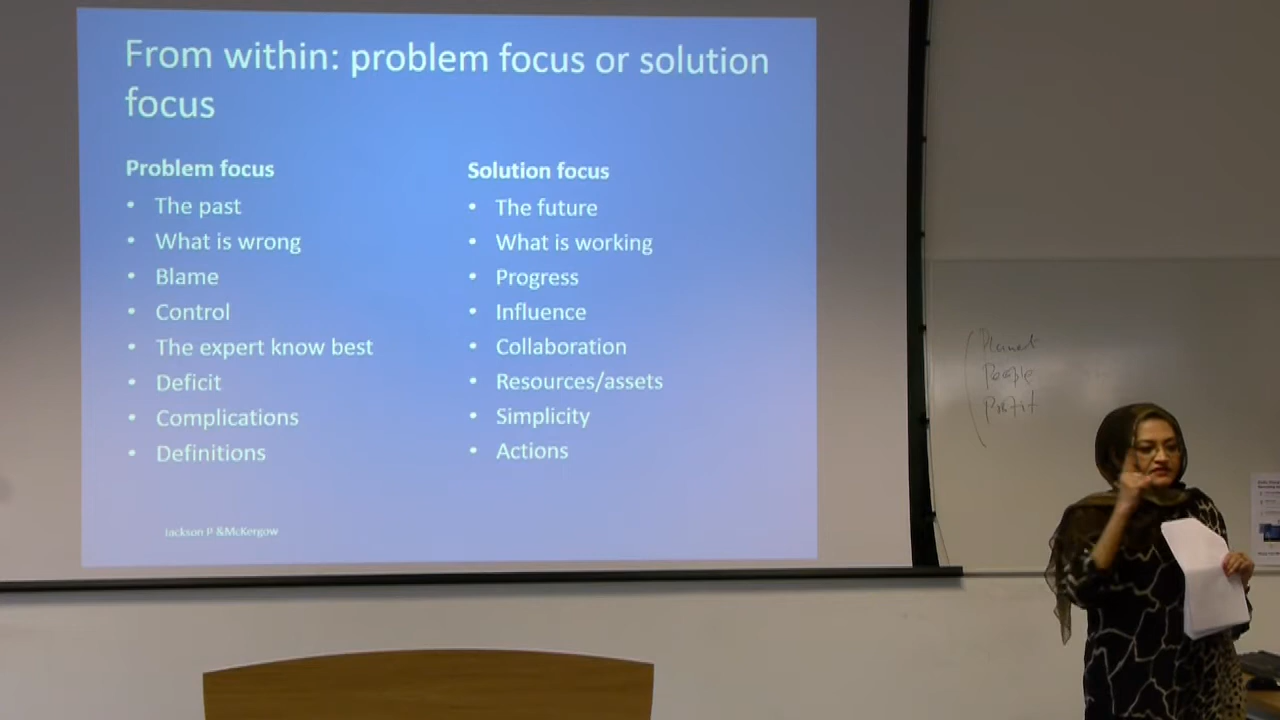 From within: problem focus or solution
focus
Problem focus
• The past
• What is wrong
• Blame
• Control
• The expert know best
• Deficit
• Complications
• Definitions
Solution focus
• The future
• What is working
• Progress
• Influence
• Collaboration
• Resources/assets
• Simplicity
• Actions
Jackson P &McKergow
Planet
People
Profit